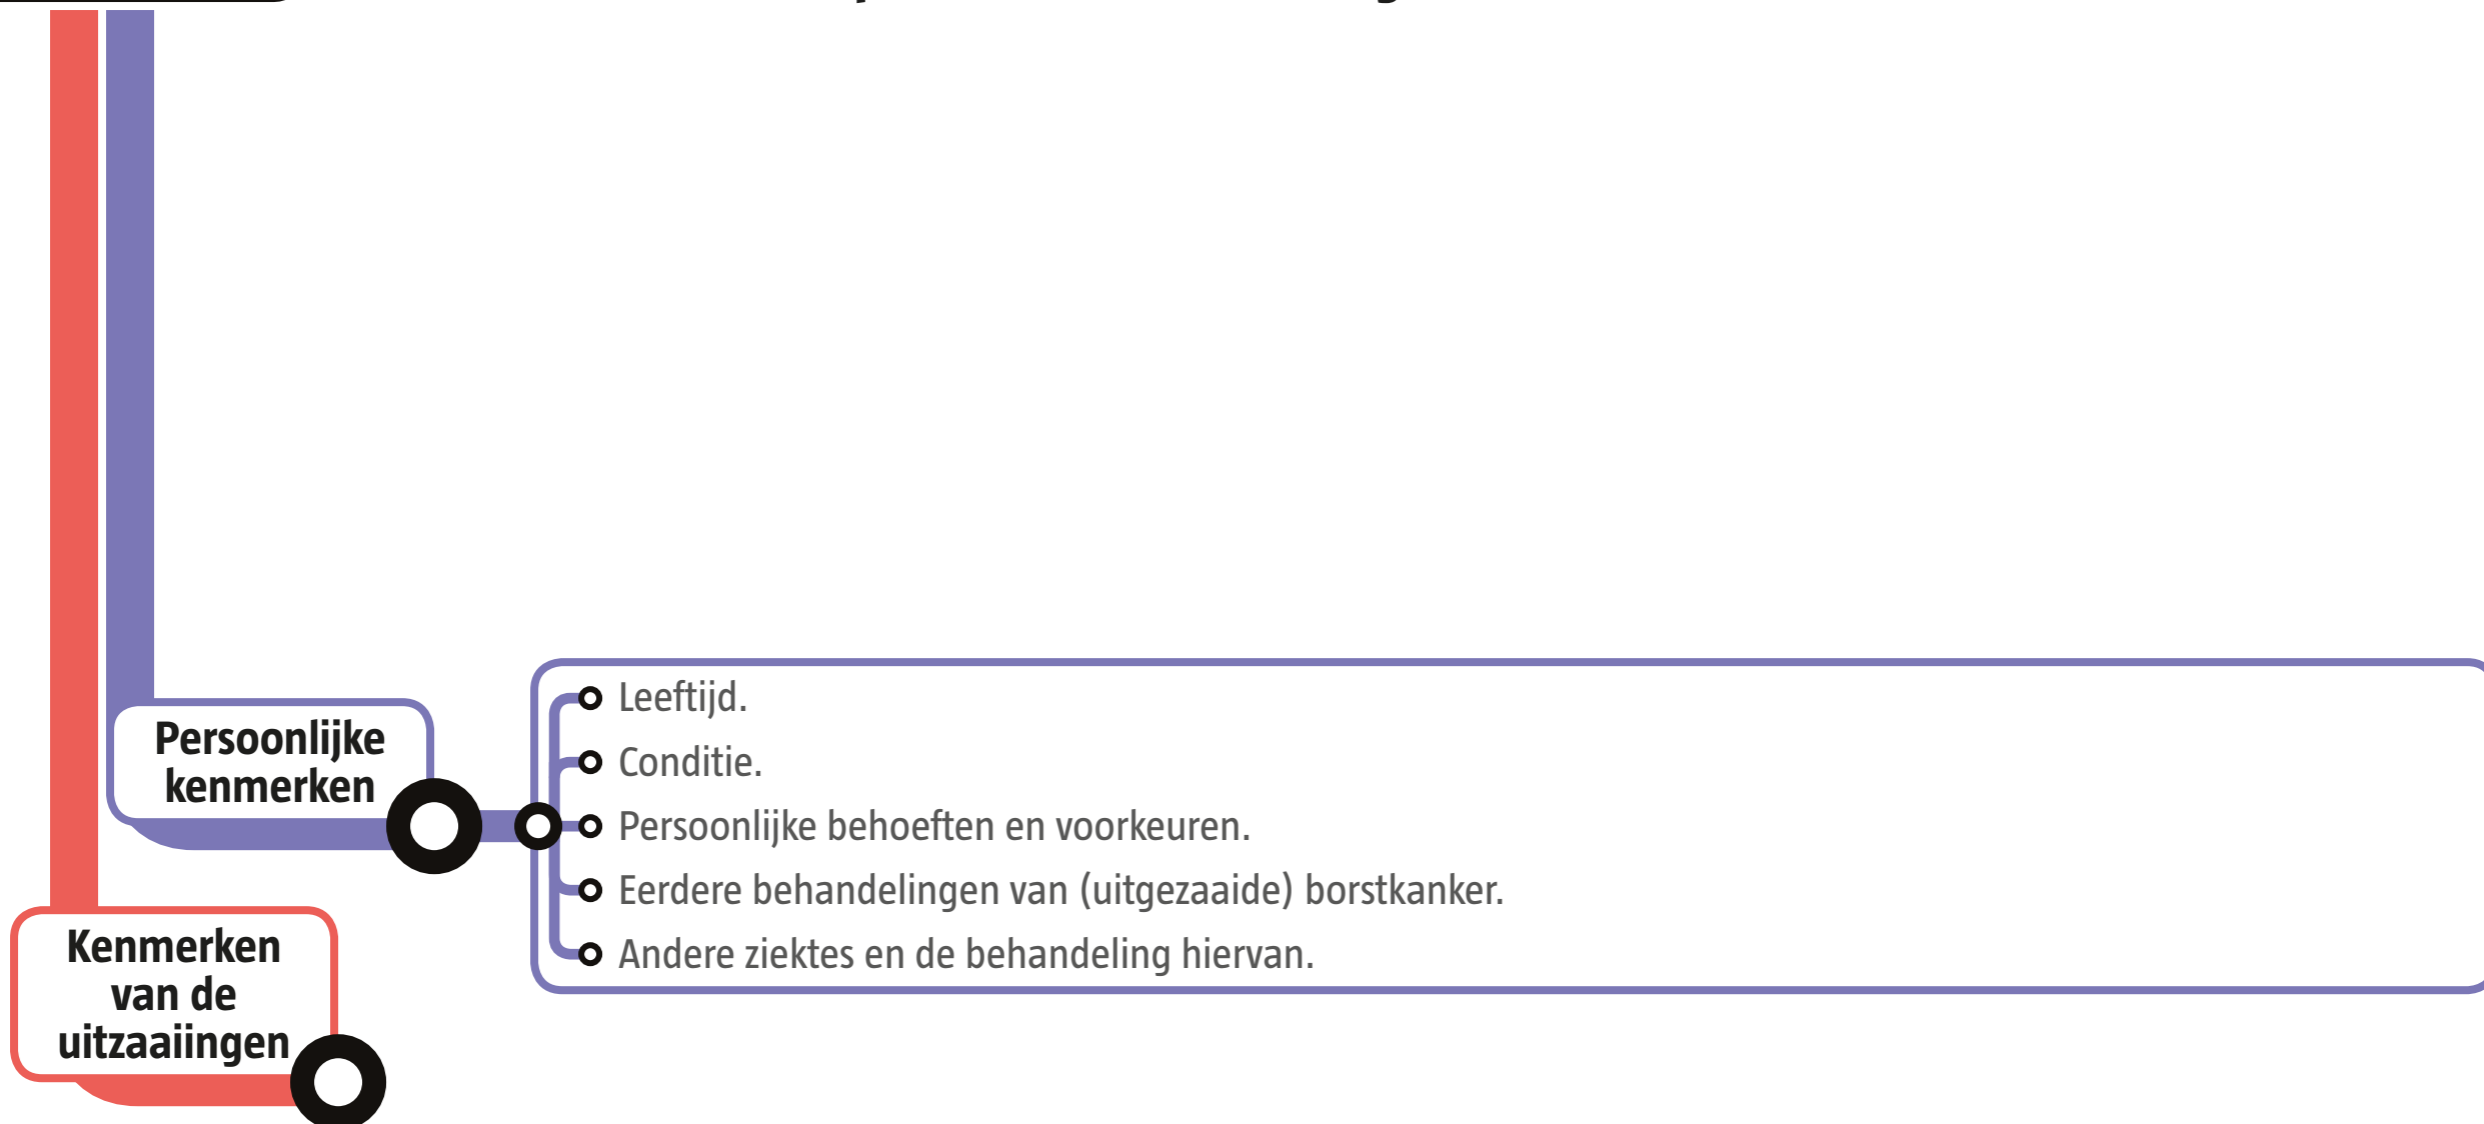 Persoonlijke
kenmerken
Leeftijd.
Conditie.
Persoonlijke behoeften en voorkeuren.
Eerdere behandelingen van (uitgezaaide) borstkanker.
Andere ziektes en de behandeling hiervan.
Kenmerken
van de
uitzaaiingen